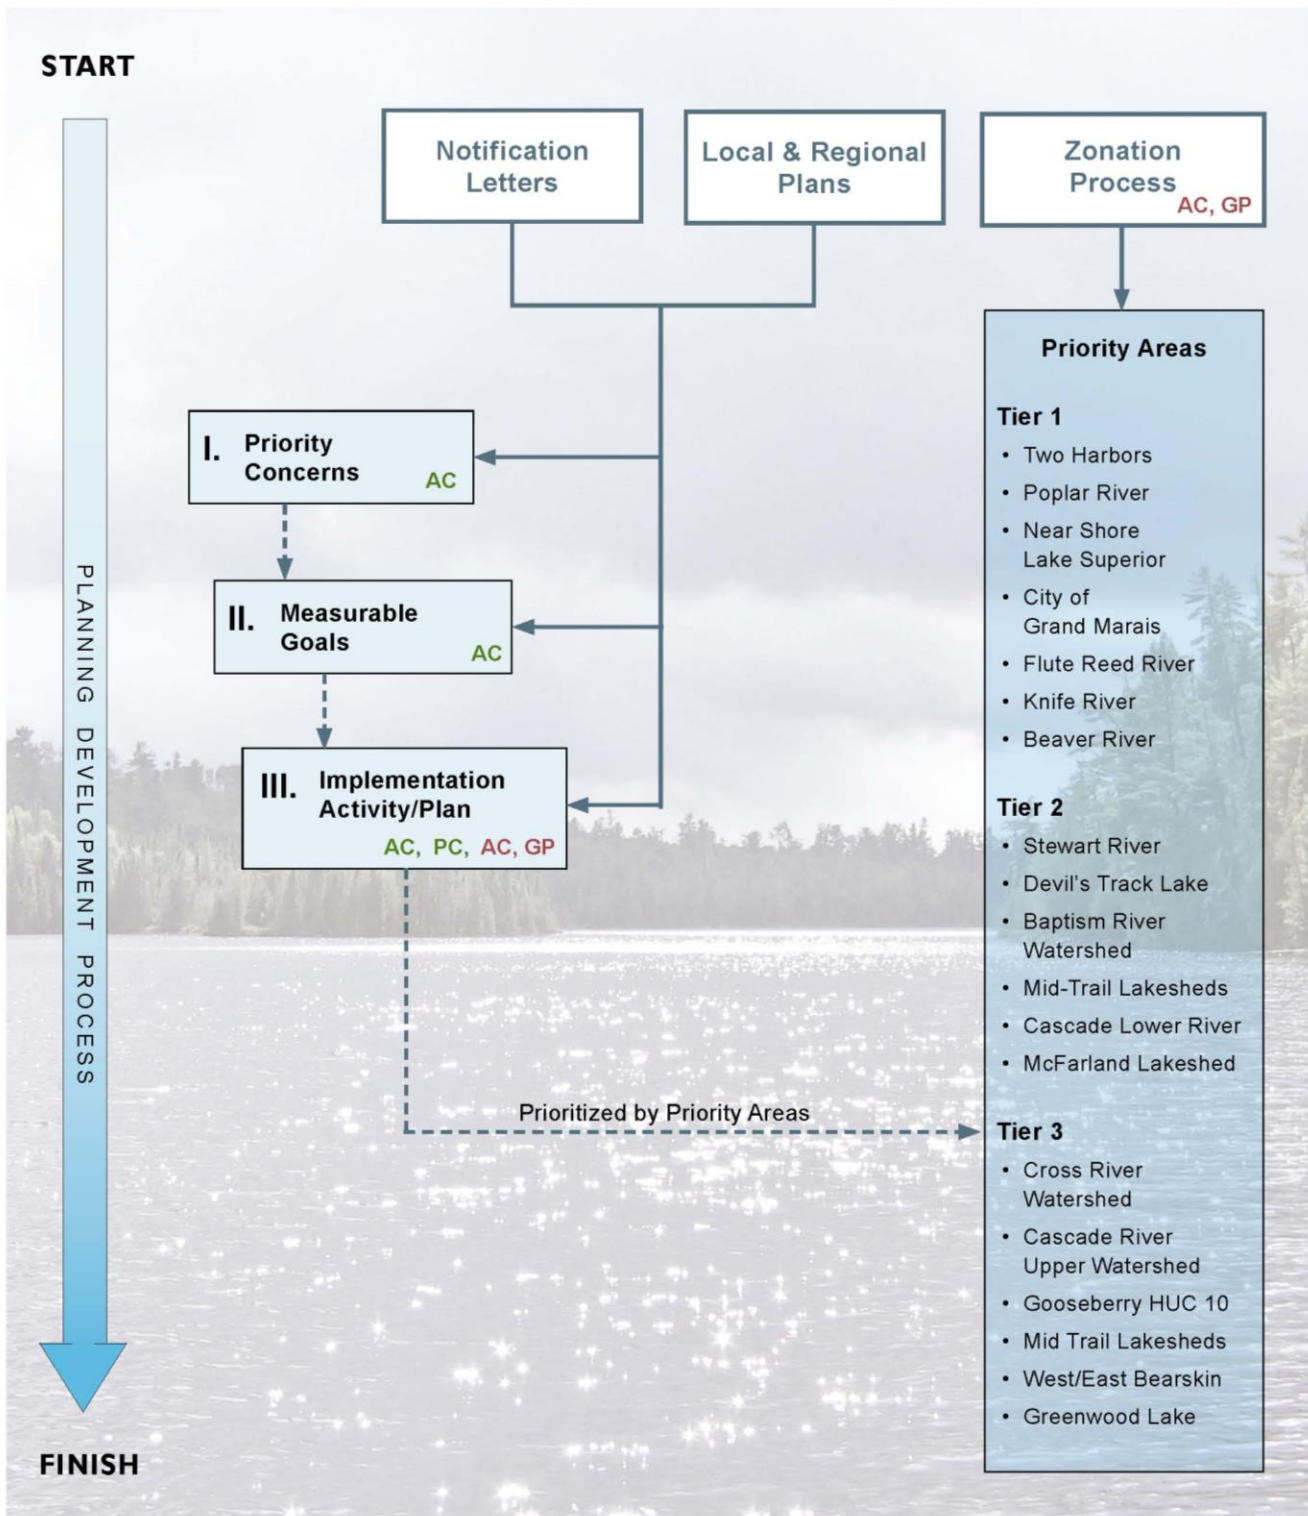 START
Notification
Letters
Local & Regional
Plans
Zonation
Process
AC, GP
PLANNING DEVELOPMENT PROCESS
I. Priority
Concerns
AC
II. Measurable
Goals
AC
III. Implementation
Activity/Plan
AC, PC, AC, GP
Prioritized by Priority Areas
Priority Areas
Tier 1
• Two Harbors
• Poplar River
• Near Shore
Lake Superior
• City of
Grand Marais
• Flute Reed River
• Knife River
• Beaver River
Tier 2
• Stewart River
• Devil's Track Lake
• Baptism River
Watershed
• Mid-Trail Lakesheds
• Cascade Lower River
• McFarland Lakeshed
Tier 3
• Cross River
Watershed
• Cascade River
Upper Watershed
• Gooseberry HUC 10
• Mid Trail Lakesheds
• West/East Bearskin
• Greenwood Lake
FINISH